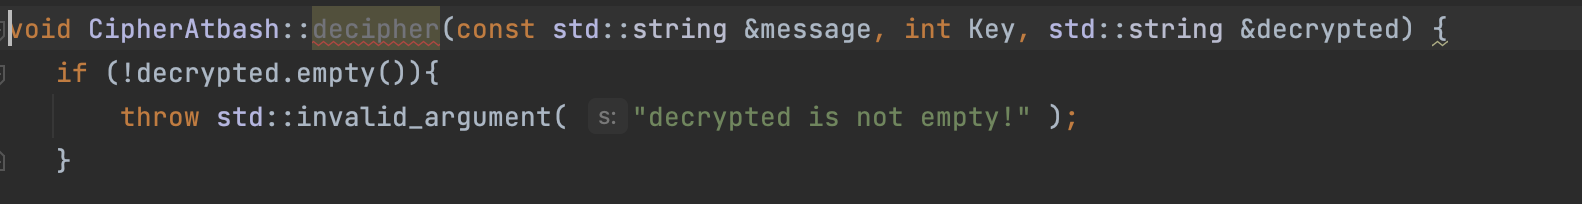 void CipherAtbash::decipher(const std::string &message, int Key, std::string &decrypted) {
if (!decrypted.empty()){
throw std::invalid_argument( s: "decrypted is not empty!" );
}